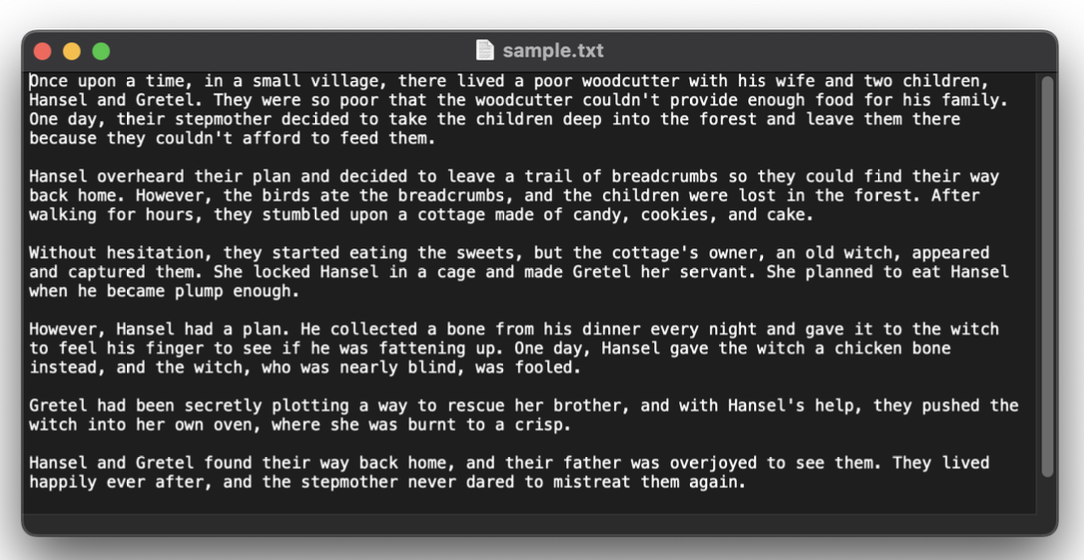 sample.txt
Once upon a time, in a small village, there lived a poor woodcutter with his wife and two children,
Hansel and Gretel. They were so poor that the woodcutter couldn't provide enough food for his family.
One day, their stepmother decided to take the children deep into the forest and leave them there
because they couldn't afford to feed them.
Hansel overheard their plan and decided to leave a trail of breadcrumbs so they could find their way
back home. However, the birds ate the breadcrumbs, and the children were lost in the forest. After
walking for hours, they stumbled upon a cottage made of candy, cookies, and cake.
Without hesitation, they started eating the sweets, but the cottage's owner, an old witch, appeared
and captured them. She locked Hansel in a cage and made Gretel her servant. She planned to eat Hansel
when he became plump enough.
However, Hansel had a plan. He collected a bone from his dinner every night and gave it to the witch
to feel his finger to see if he was fattening up. One day, Hansel gave the witch a chicken bone
instead, and the witch, who was nearly blind, was fooled.
Gretel had been secretly plotting a way to rescue her brother, and with Hansel's help, they pushed the
witch into her own oven, where she was burnt to a crisp.
Hansel and Gretel found their way back home, and their father was overjoyed to see them. They lived
happily ever after, and the stepmother never dared to mistreat them again.